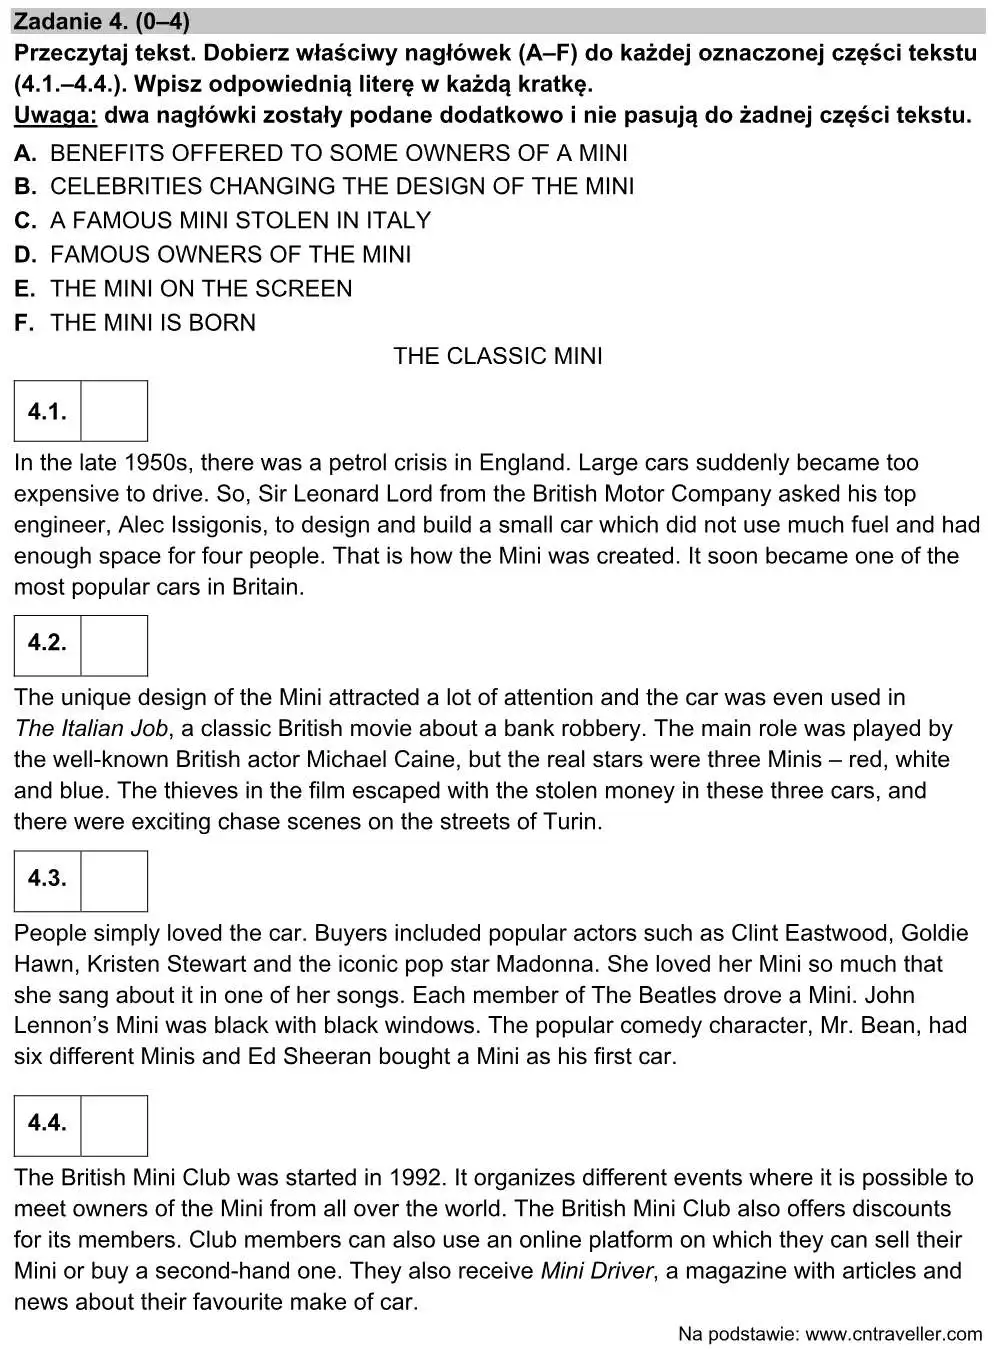 Zadanie 4. (0–4)
Przeczytaj tekst. Dobierz właściwy nagłówek (A–F) do każdej oznaczonej części tekstu
(4.1.–4.4.). Wpisz odpowiednią literę w każdą kratkę.
Uwaga: dwa nagłówki zostały podane dodatkowo i nie pasują do żadnej części tekstu.
A. BENEFITS OFFERED TO SOME OWNERS OF A MINI
B. CELEBRITIES CHANGING THE DESIGN OF THE MINI
C. A FAMOUS MINI STOLEN IN ITALY
D. FAMOUS OWNERS OF THE MINI
E. THE MINI ON THE SCREEN
F. THE MINI IS BORN
THE CLASSIC MINI
4.1.
In the late 1950s, there was a petrol crisis in England. Large cars suddenly became too
expensive to drive. So, Sir Leonard Lord from the British Motor Company asked his top
engineer, Alec Issigonis, to design and build a small car which did not use much fuel and had
enough space for four people. That is how the Mini was created. It soon became one of the
most popular cars in Britain.
4.2.
The unique design of the Mini attracted a lot of attention and the car was even used in
The Italian Job, a classic British movie about a bank robbery. The main role was played by
the well-known British actor Michael Caine, but the real stars were three Minis – red, white
and blue. The thieves in the film escaped with the stolen money in these three cars, and
there were exciting chase scenes on the streets of Turin.
4.3.
People simply loved the car. Buyers included popular actors such as Clint Eastwood, Goldie
Hawn, Kristen Stewart and the iconic pop star Madonna. She loved her Mini so much that
she sang about it in one of her songs. Each member of The Beatles drove a Mini. John
Lennon's Mini was black with black windows. The popular comedy character, Mr. Bean, had
six different Minis and Ed Sheeran bought a Mini as his first car.
4.4.
The British Mini Club was started in 1992. It organizes different events where it is possible to
meet owners of the Mini from all over the world. The British Mini Club also offers discounts
for its members. Club members can also use an online platform on which they can sell their
Mini or buy a second-hand one. They also receive Mini Driver, a magazine with articles and
news about their favourite make of car.
Na podstawie: www.cntraveller.com